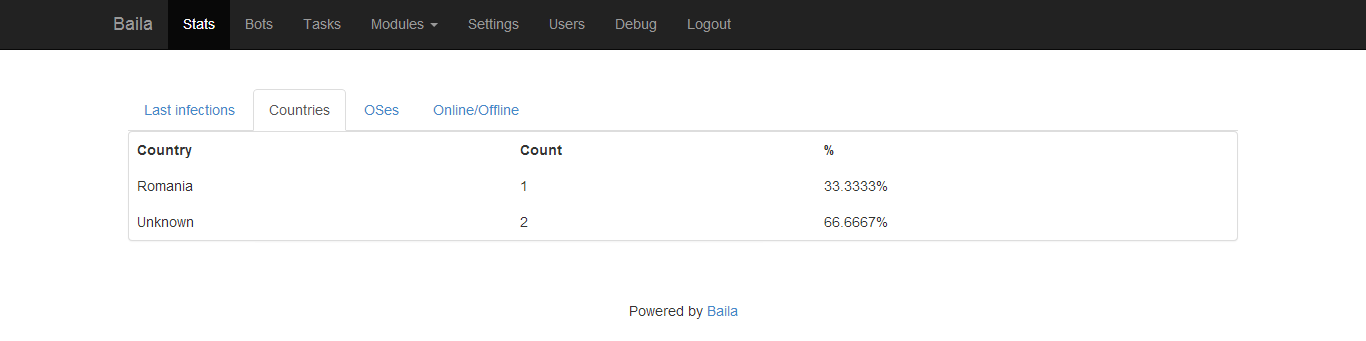 Baila Stats Bots Tasks Modules Settings Users Debug Logout
Last infections Countries OSes Online/Offline
Country Count %
Romania 1 33.3333%
Unknown 2 66.6667%
Powered by Baila